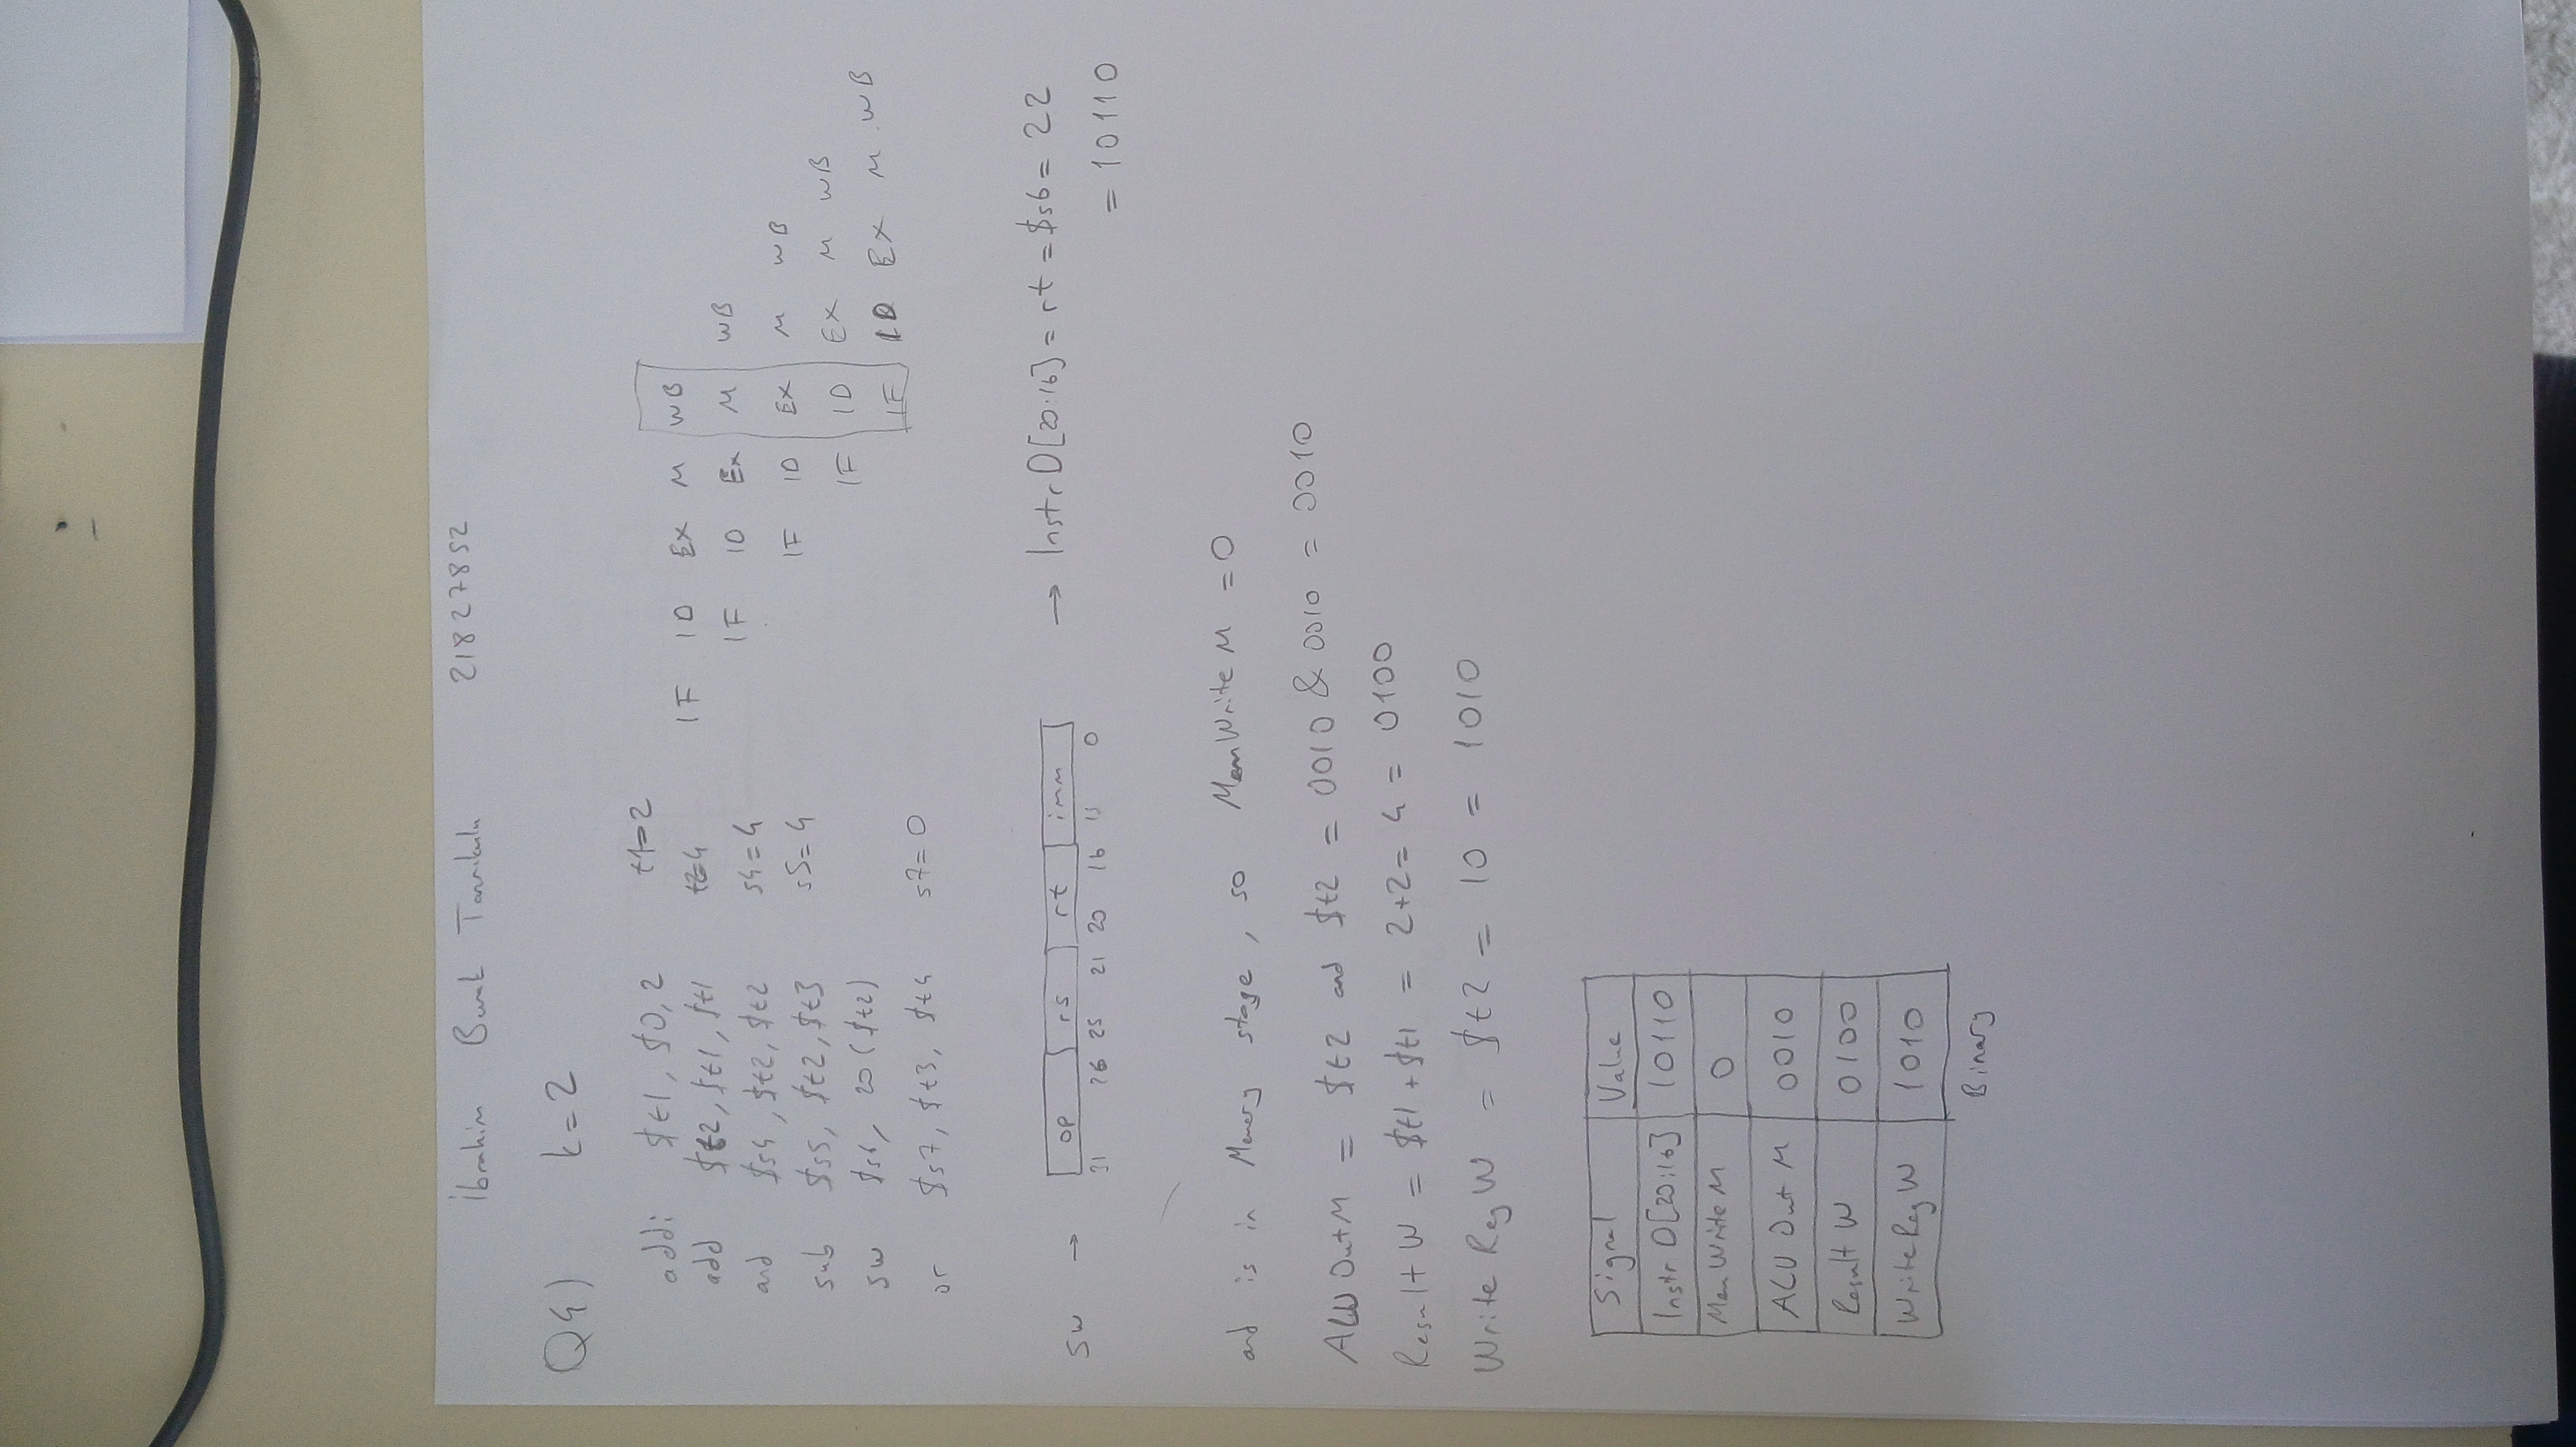 İbrahim Burak Tanrıkulu 21827852
Q4) k=2
addi $t1, $0, 2 t1=2
add $t2, $t1, $t1 t2=4 IF ID EX M WB
and $s4, $t2, $t2 s4=4 IF ID EX M WB
sub $s5, $t2, $t3 s5=4 IF ID EX M WB
sw $s6, 20($t2) IF ID EX M WB
or $s7, $t3, $t4 s7=0 IF ID EX M WB
sw → op rs rt imm → InstrD[20:16] = rt = $s6 = 22
31 26 25 21 20 16 15 0 = 10110
and is in Memory stage, so MemWriteM = 0
ALUOutM = $t2 and $t2 = 0010 & 0010 = 0010
ResultW = $t1 + $t1 = 2+2 = 4 = 0100
WriteRegW = $t2 = 10 = 1010
Signal Value
InstrD[20:16] 10110
MemWriteM 0
ALUOutM 0010
ResultW 0100
WriteRegW 1010
Binary